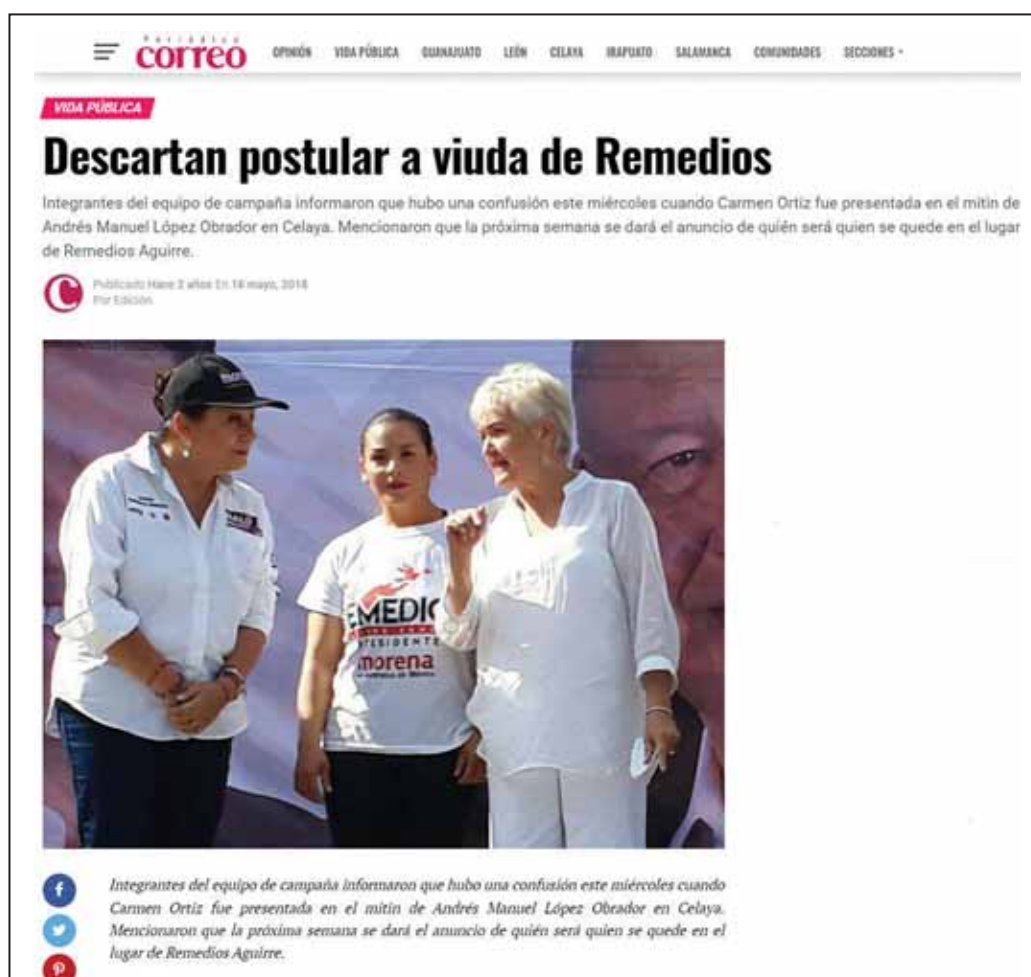 Periódico
correo
OPINIÓN VIDA PÚBLICA GUANAJUATO LEÓN CELAYA IRAPUATO SALAMANCA COMUNIDADES SECCIONES
VIDA PÚBLICA
Descartan postular a viuda de Remedios
Integrantes del equipo de campaña informaron que hubo una confusión este miércoles cuando Carmen Ortiz fue presentada en el mitin de
Andrés Manuel López Obrador en Celaya. Mencionaron que la próxima semana se dará el anuncio de quién será quien se quede en el lugar
de Remedios Aguirre.
Publicado Hace 2 años En 18 mayo, 2018
Por Edición
EMEDIO
PRESIDENTE
morena
Integrantes del equipo de campaña informaron que hubo una confusión este miércoles cuando
Carmen Ortiz fue presentada en el mitin de Andrés Manuel López Obrador en Celaya.
Mencionaron que la próxima semana se dará el anuncio de quién será quien se quede en el
lugar de Remedios Aguirre.